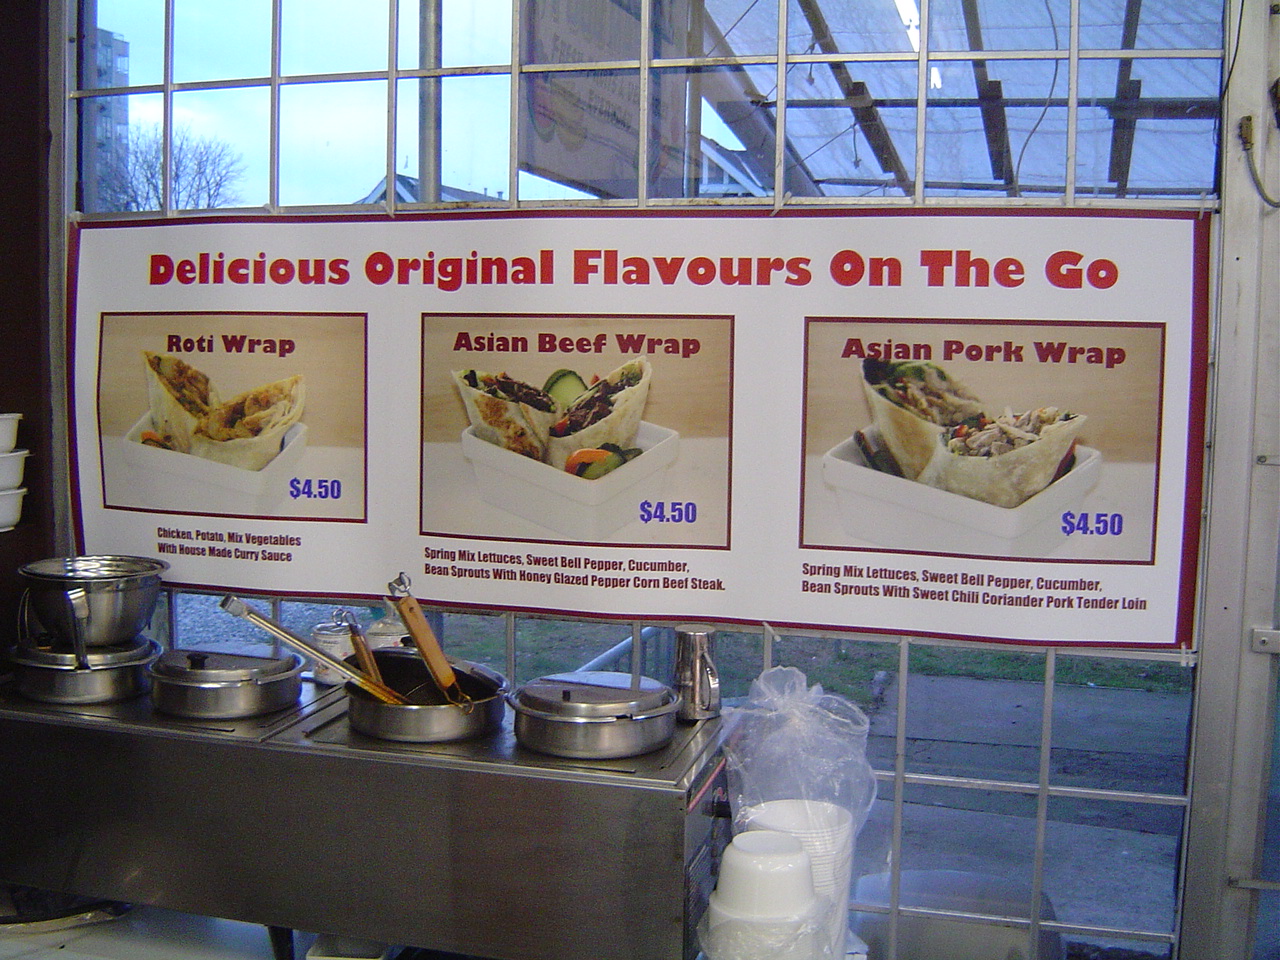 Delicious Original Flavours On The Go
Roti Wrap
$4.50
Chicken, Potato, Mix Vegetables
With House Made Curry Sauce
Asian Beef Wrap
$4.50
Spring Mix Lettuces, Sweet Bell Pepper, Cucumber,
Bean Sprouts With Honey Glazed Pepper Corn Beef Steak.
Asian Pork Wrap
$4.50
Spring Mix Lettuces, Sweet Bell Pepper, Cucumber,
Bean Sprouts With Sweet Chili Coriander Pork Tender Loin